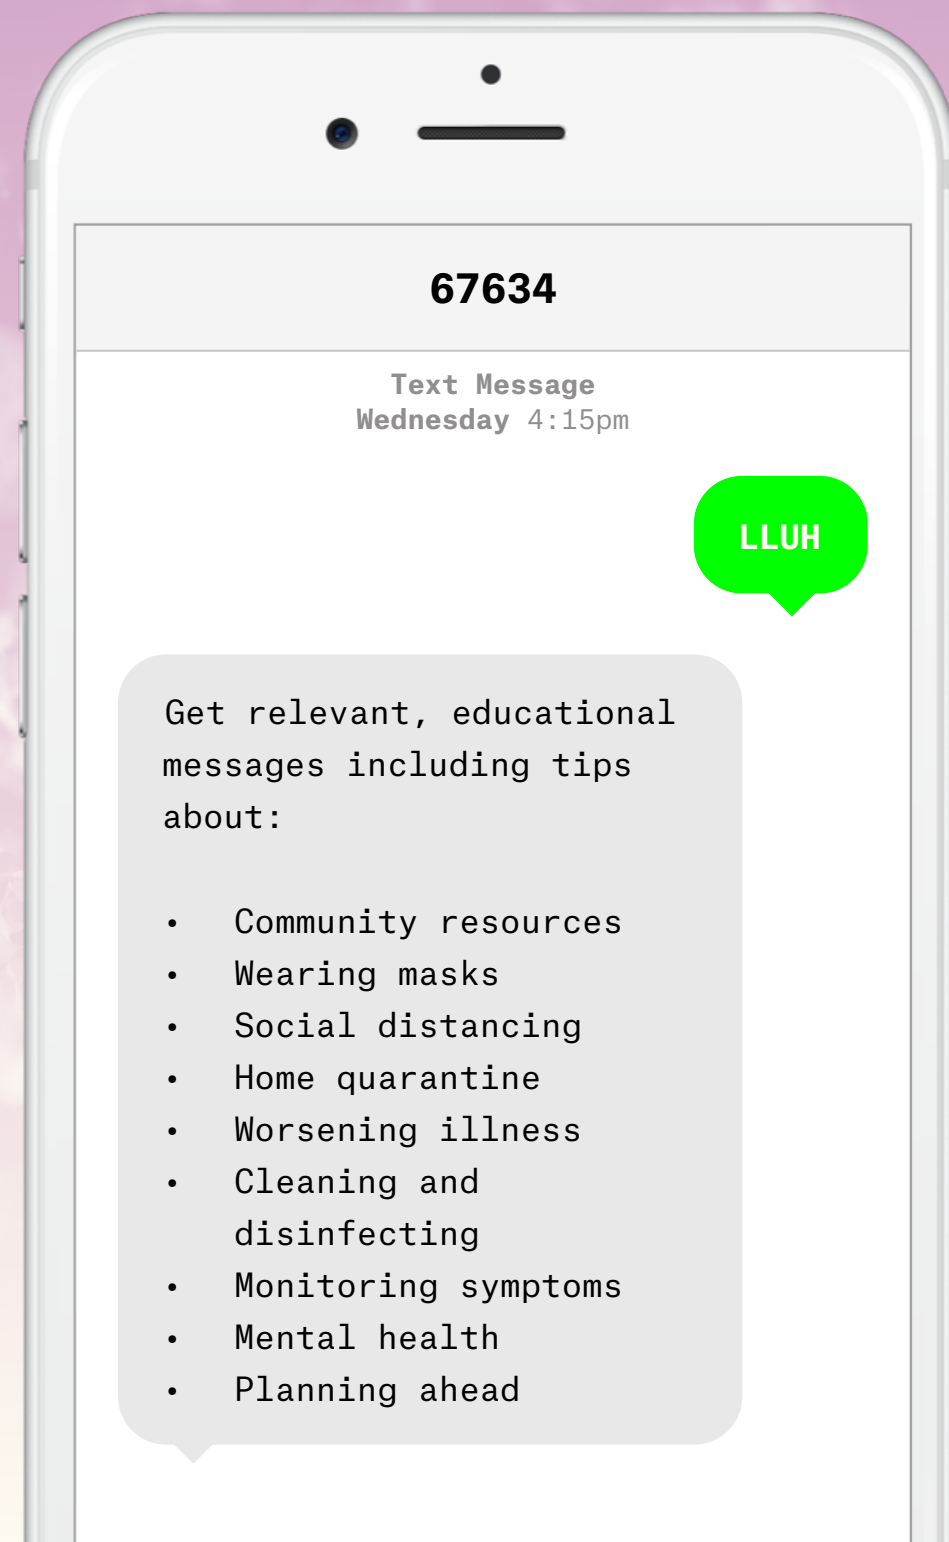 67634
Text Message
Wednesday 4:15pm
LLUH
Get relevant, educational
messages including tips
about:
• Community resources
• Wearing masks
• Social distancing
• Home quarantine
• Worsening illness
• Cleaning and
disinfecting
• Monitoring symptoms
• Mental health
• Planning ahead